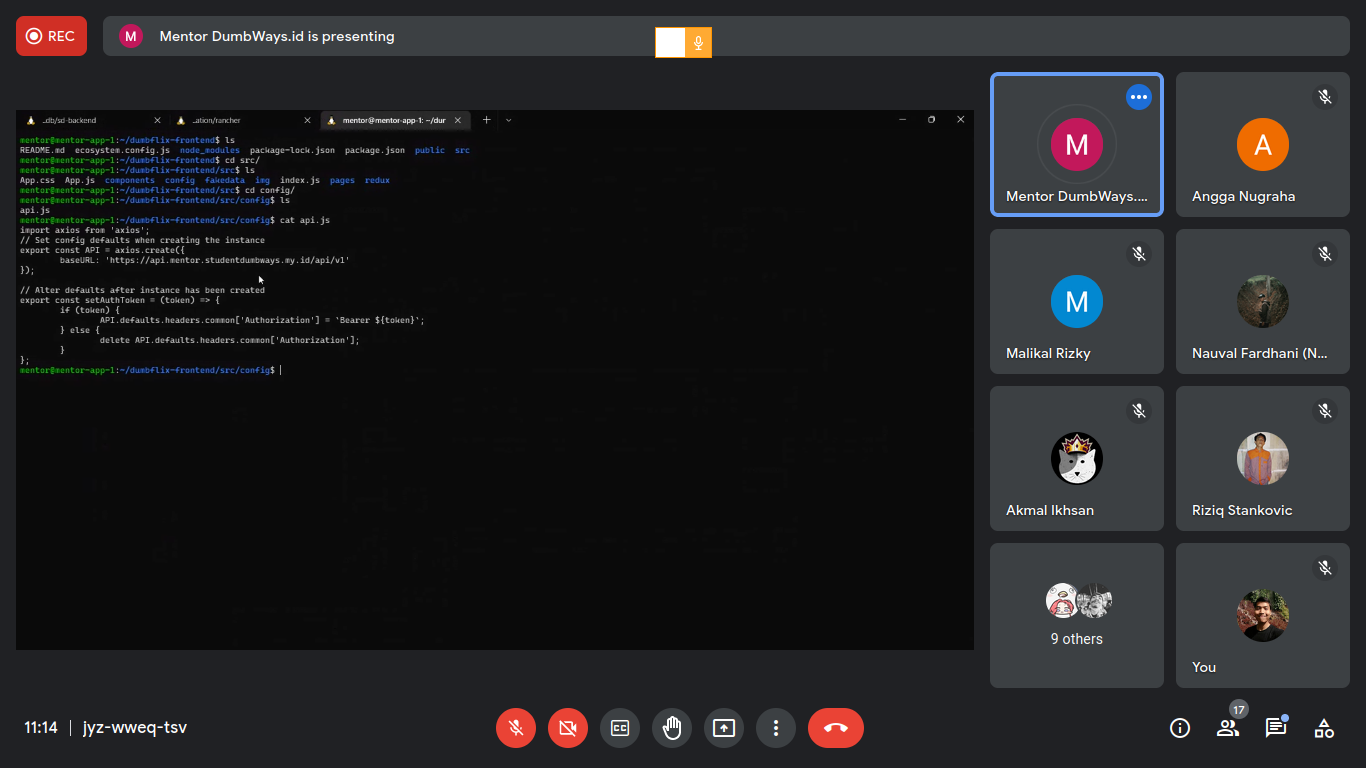 REC
M
Mentor DumbWays.id is presenting
..db/sd-backend
..ation/rancher
mentor@mentor-app-1: ~/dur
mentor@mentor-app-1:~/dumbflix-frontend$ ls
README.md ecosystem.config.js node_modules package-lock.json package.json public src
mentor@mentor-app-1:~/dumbflix-frontend$ cd src/
mentor@mentor-app-1:~/dumbflix-frontend/src$ ls
App.css App.js components config fakedata img index.js pages redux
mentor@mentor-app-1:~/dumbflix-frontend/src$ cd config/
mentor@mentor-app-1:~/dumbflix-frontend/src/config$ ls
api.js
mentor@mentor-app-1:~/dumbflix-frontend/src/config$ cat api.js
import axios from 'axios';
// Set config defaults when creating the instance
export const API = axios.create({
baseURL: 'https://api.mentor.studentdumbways.my.id/api/v1'
});
// Alter defaults after instance has been created
export const setAuthToken = (token) => {
if (token) {
API.defaults.headers.common['Authorization'] = `Bearer ${token}`;
} else {
delete API.defaults.headers.common['Authorization'];
}
};
mentor@mentor-app-1:~/dumbflix-frontend/src/config$
M
Mentor DumbWays....
A
Angga Nugraha
M
Malikal Rizky
Nauval Fardhani (N...
Akmal Ikhsan
Riziq Stankovic
9 others
You
11:14
jyz-wweq-tsv
CC
17